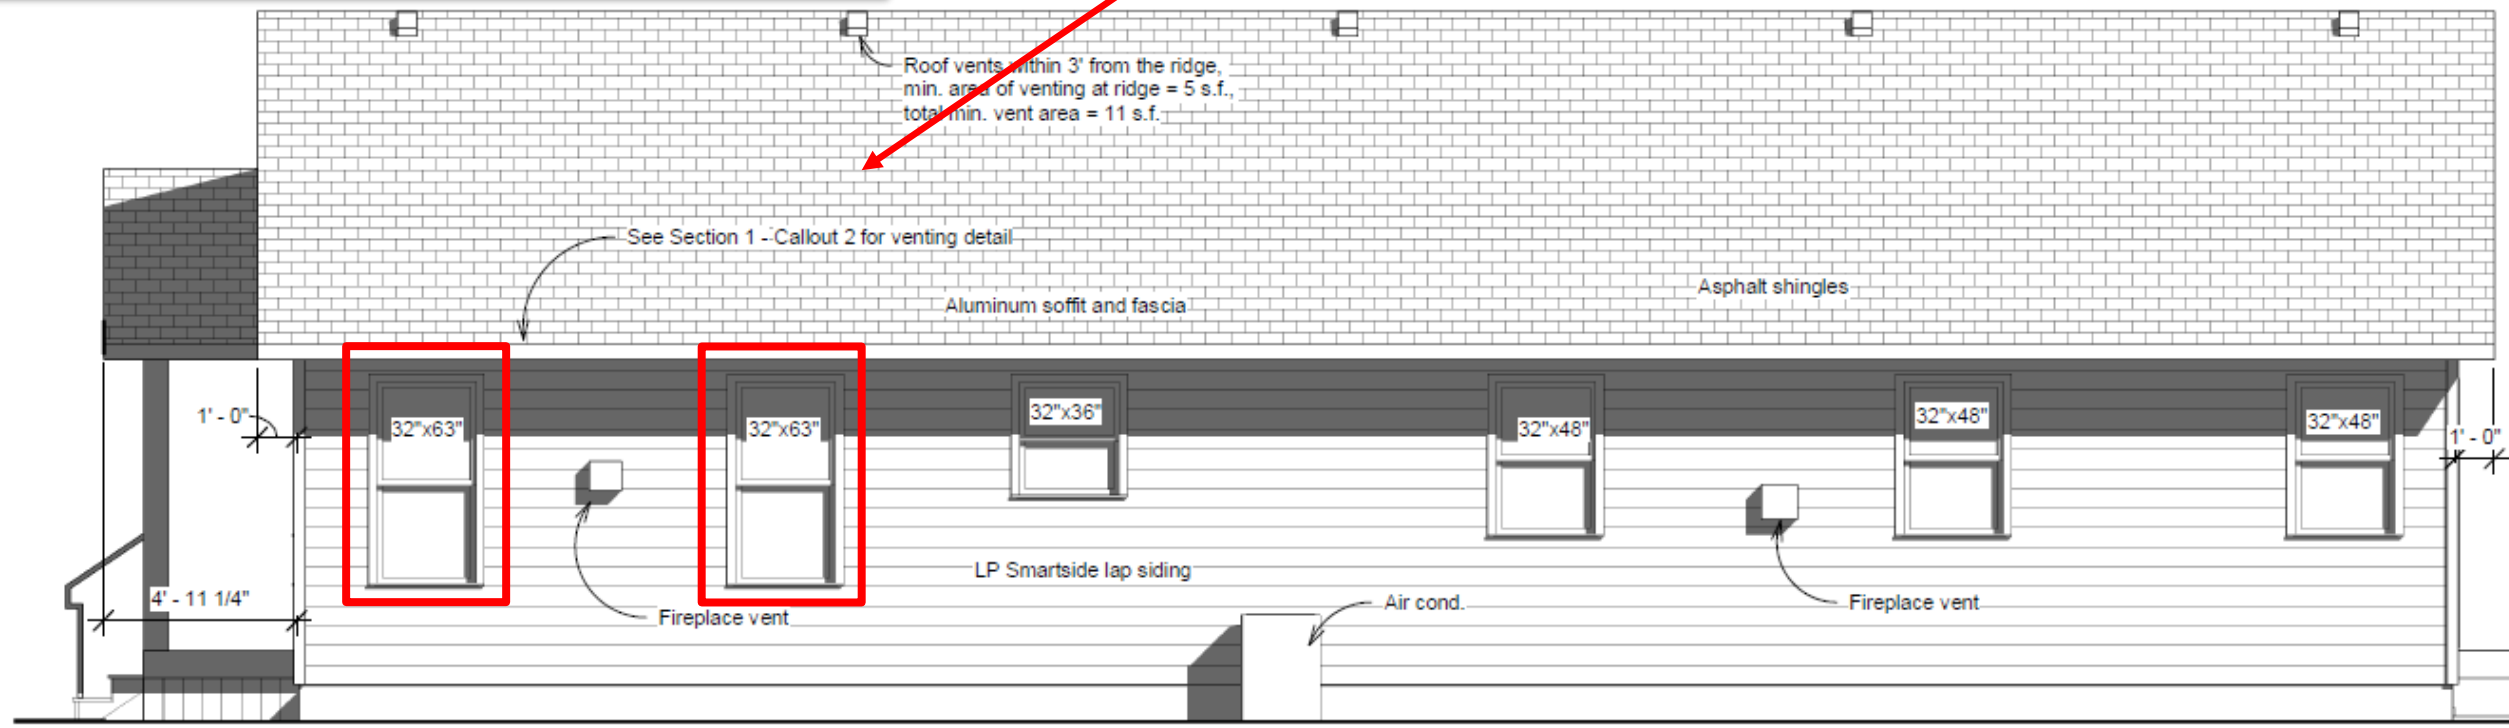 Roof vents within 3' from the ridge,
min. area of venting at ridge = 5 s.f.,
total min. vent area = 11 s.f.
See Section 1 - Callout 2 for venting detail
Asphalt shingles
Aluminum soffit and fascia
1' - 0"
32"x63"
32"x63"
32"x36"
32"x48"
32"x48"
32"x48"
1' - 0"
LP Smartside lap siding
4' - 11 1/4"
Fireplace vent
Air cond.
Fireplace vent